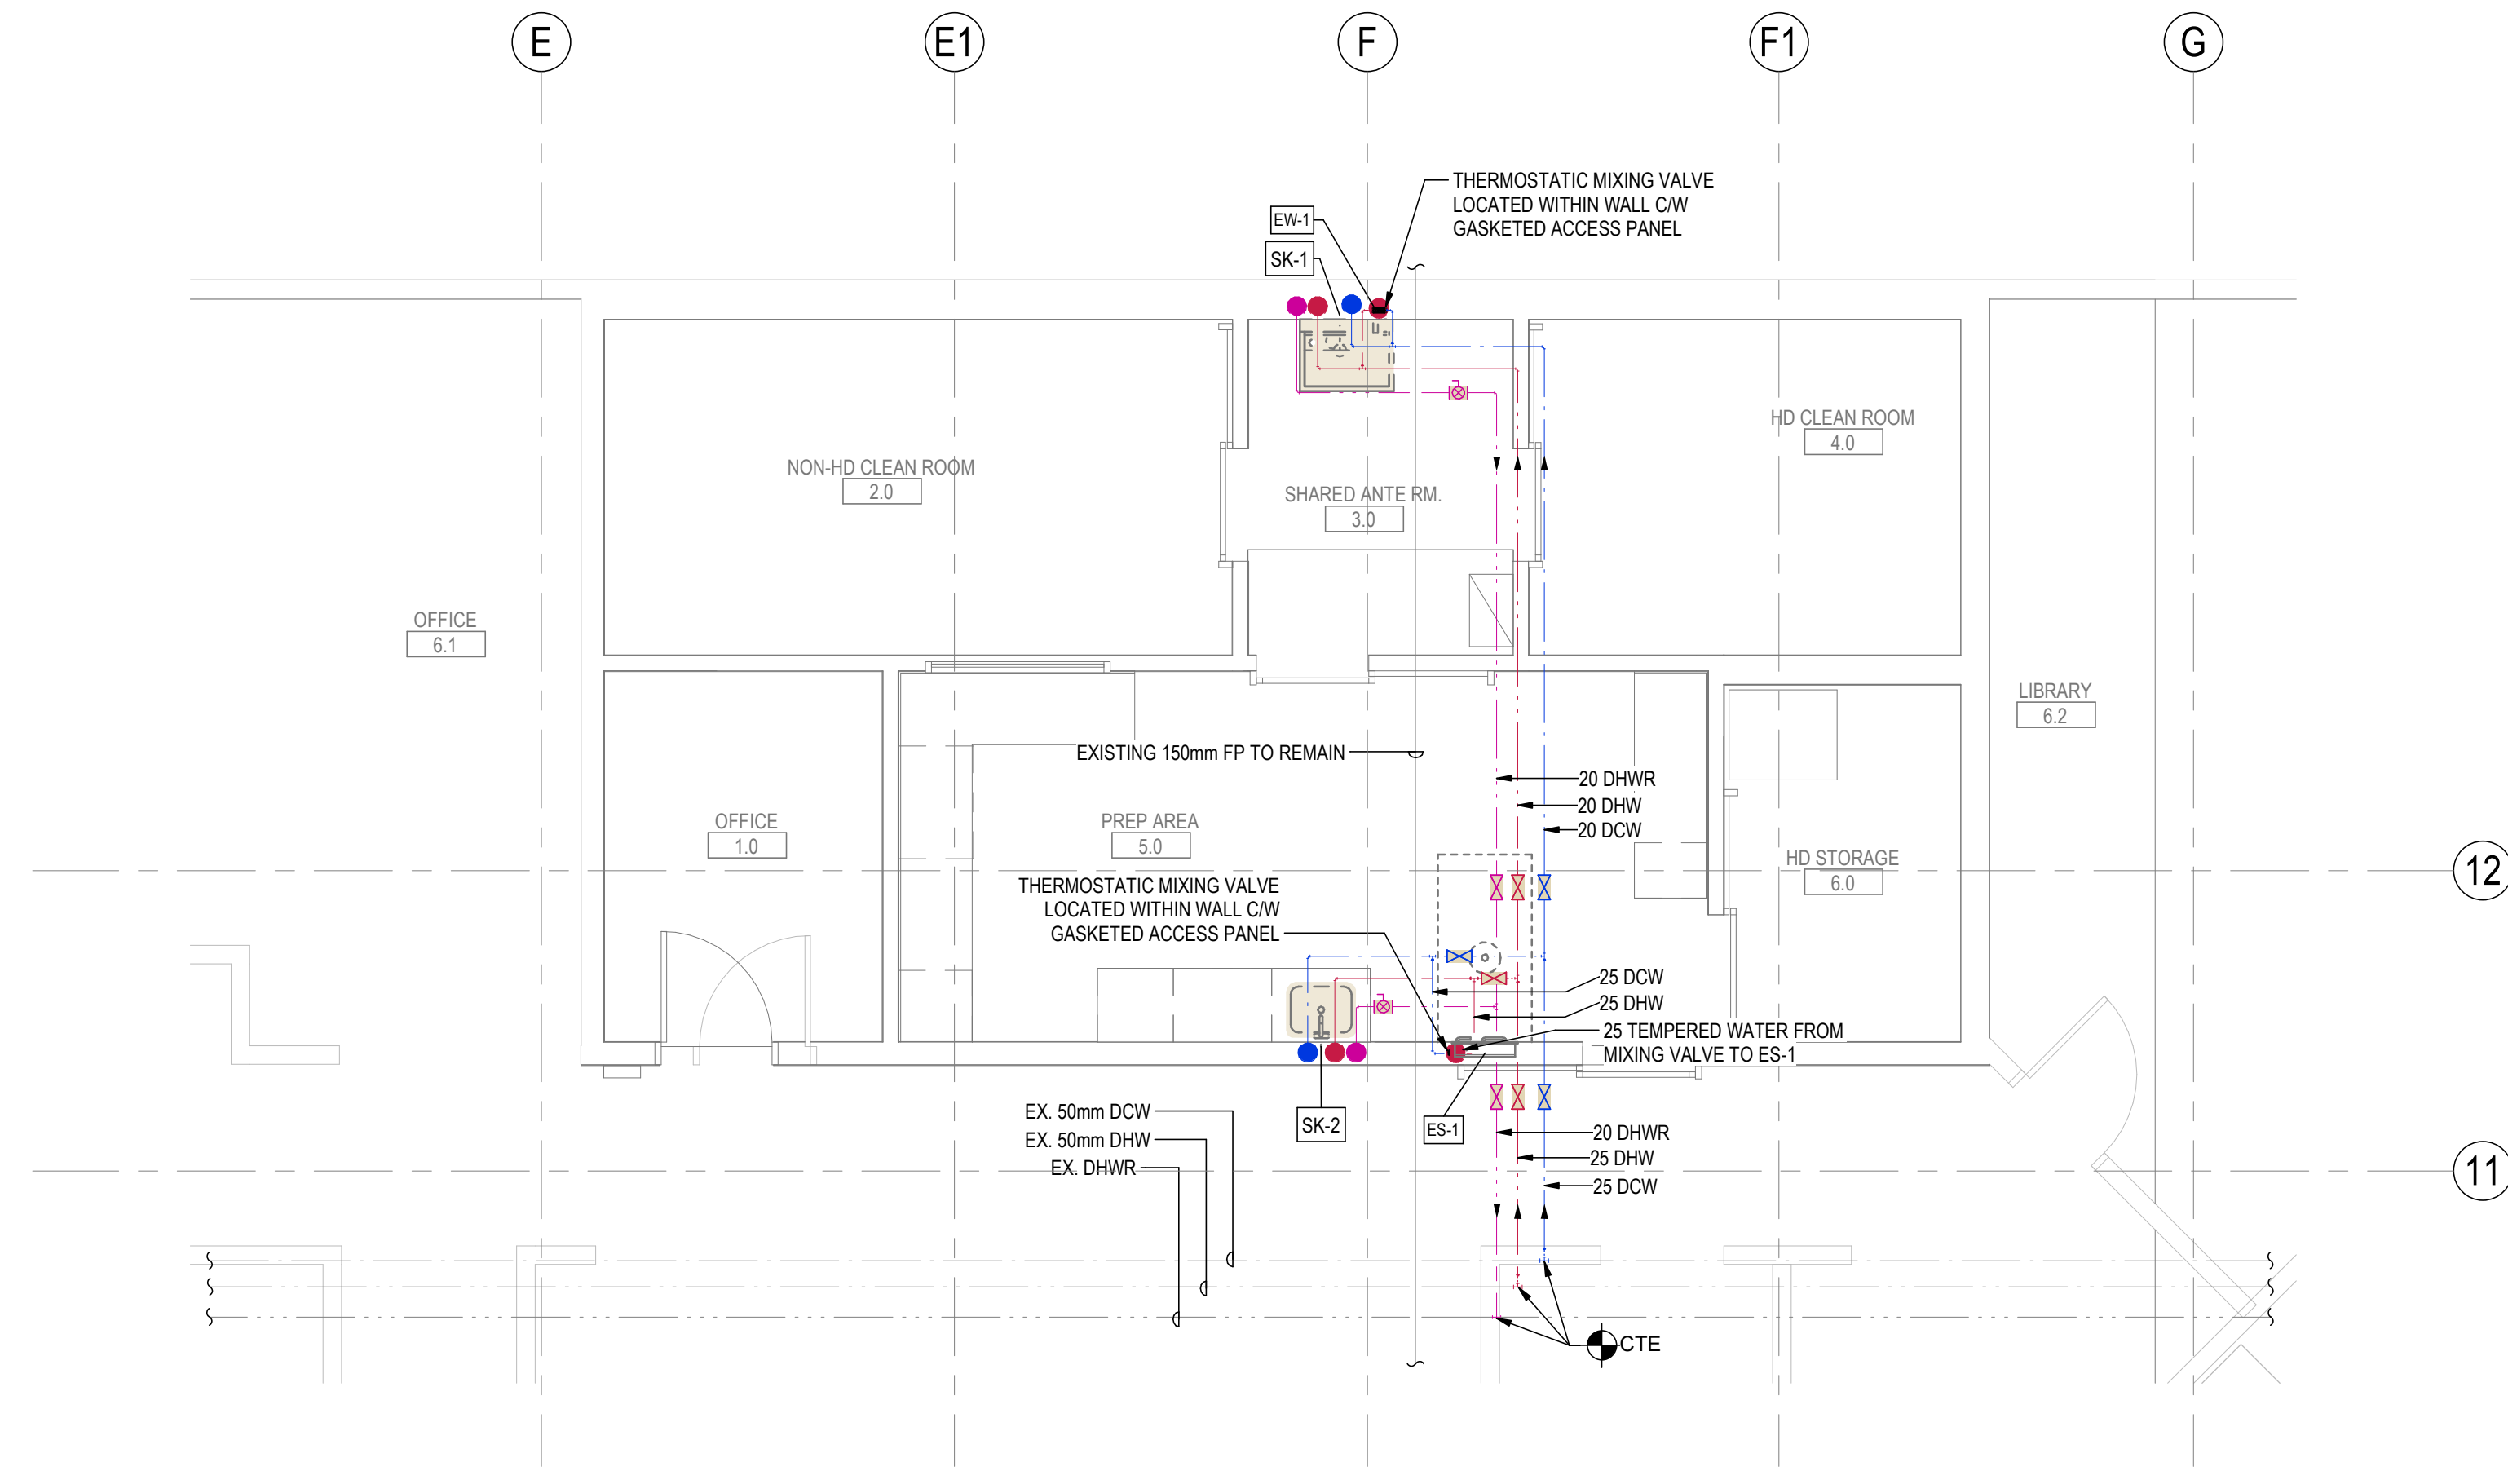 E
E1
F
F1
G
THERMOSTATIC MIXING VALVE
LOCATED WITHIN WALL C/W
GASKETED ACCESS PANEL
EW-1
SK-1
HD CLEAN ROOM
4.0
NON-HD CLEAN ROOM
2.0
SHARED ANTE RM.
3.0
OFFICE
6.1
LIBRARY
6.2
EXISTING 150mm FP TO REMAIN
20 DHWR
20 DHW
20 DCW
OFFICE
1.0
PREP AREA
5.0
HD STORAGE
6.0
12
THERMOSTATIC MIXING VALVE
LOCATED WITHIN WALL C/W
GASKETED ACCESS PANEL
25 DCW
25 DHW
25 TEMPERED WATER FROM
MIXING VALVE TO ES-1
EX. 50mm DCW
EX. 50mm DHW
EX. DHWR
SK-2
ES-1
20 DHWR
25 DHW
25 DCW
11
CTE